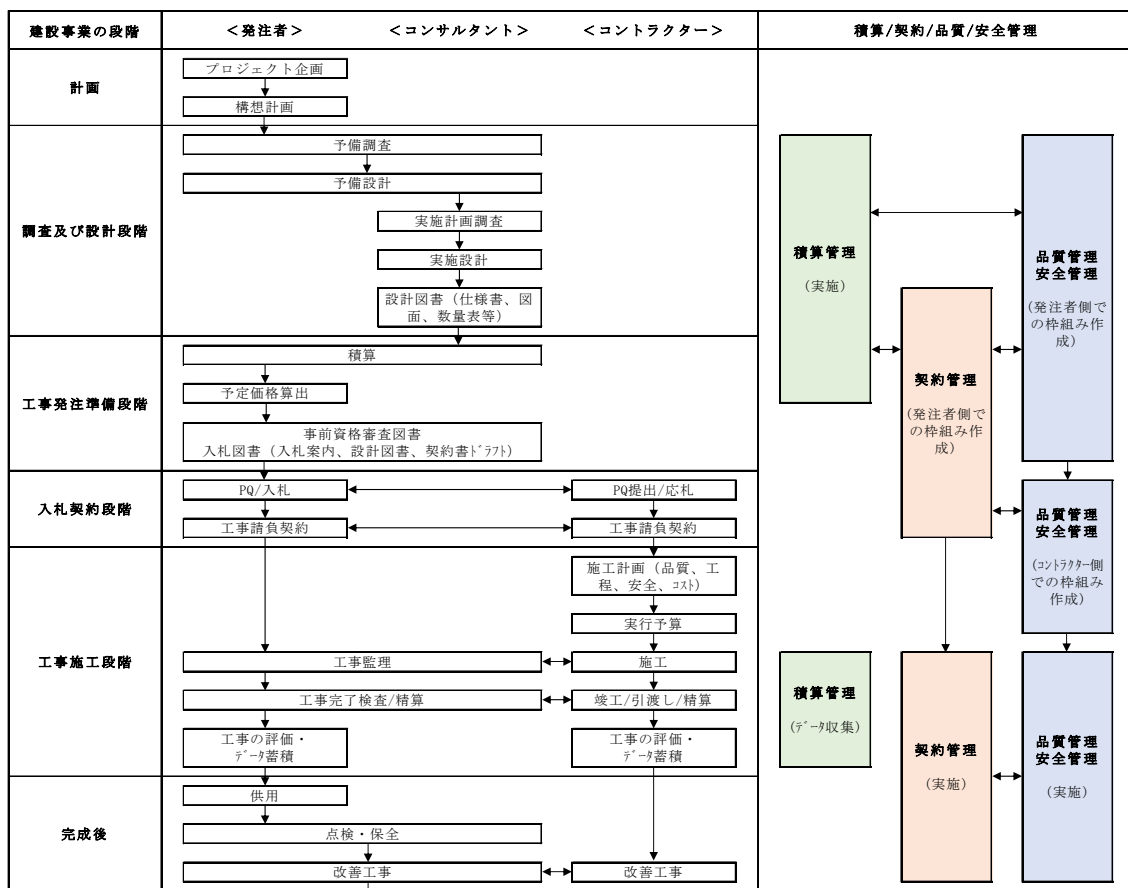 建設事業の段階
＜発注者＞
＜コンサルタント＞
＜コントラクター＞
積算/契約/品質/安全管理
計画
プロジェクト企画
構想計画
調査及び設計段階
予備調査
予備設計
実施計画調査
実施設計
設計図書（仕様書、図
面、数量表等）
工事発注準備段階
積算
予定価格算出
事前資格審査図書
入札図書（入札案内、設計図書、契約書ﾄﾞﾗﾌﾄ）
入札契約段階
PQ/入札
PQ提出/応札
工事請負契約
工事請負契約
工事施工段階
施工計画（品質、工
程、安全、ｺｽﾄ）
実行予算
工事監理
施工
工事完了検査/精算
竣工/引渡し/精算
工事の評価・
ﾃﾞｰﾀ蓄積
工事の評価・
ﾃﾞｰﾀ蓄積
完成後
供用
点検・保全
改善工事
改善工事
積算管理
（実施）
契約管理
（発注者側で
の枠組み作
成）
品質管理
安全管理
（発注者側で
の枠組み作
成）
品質管理
安全管理
（ｺﾝﾄﾗｸﾀｰ側
での枠組み
作成）
積算管理
（ﾃﾞｰﾀ収集）
契約管理
（実施）
品質管理
安全管理
（実施）